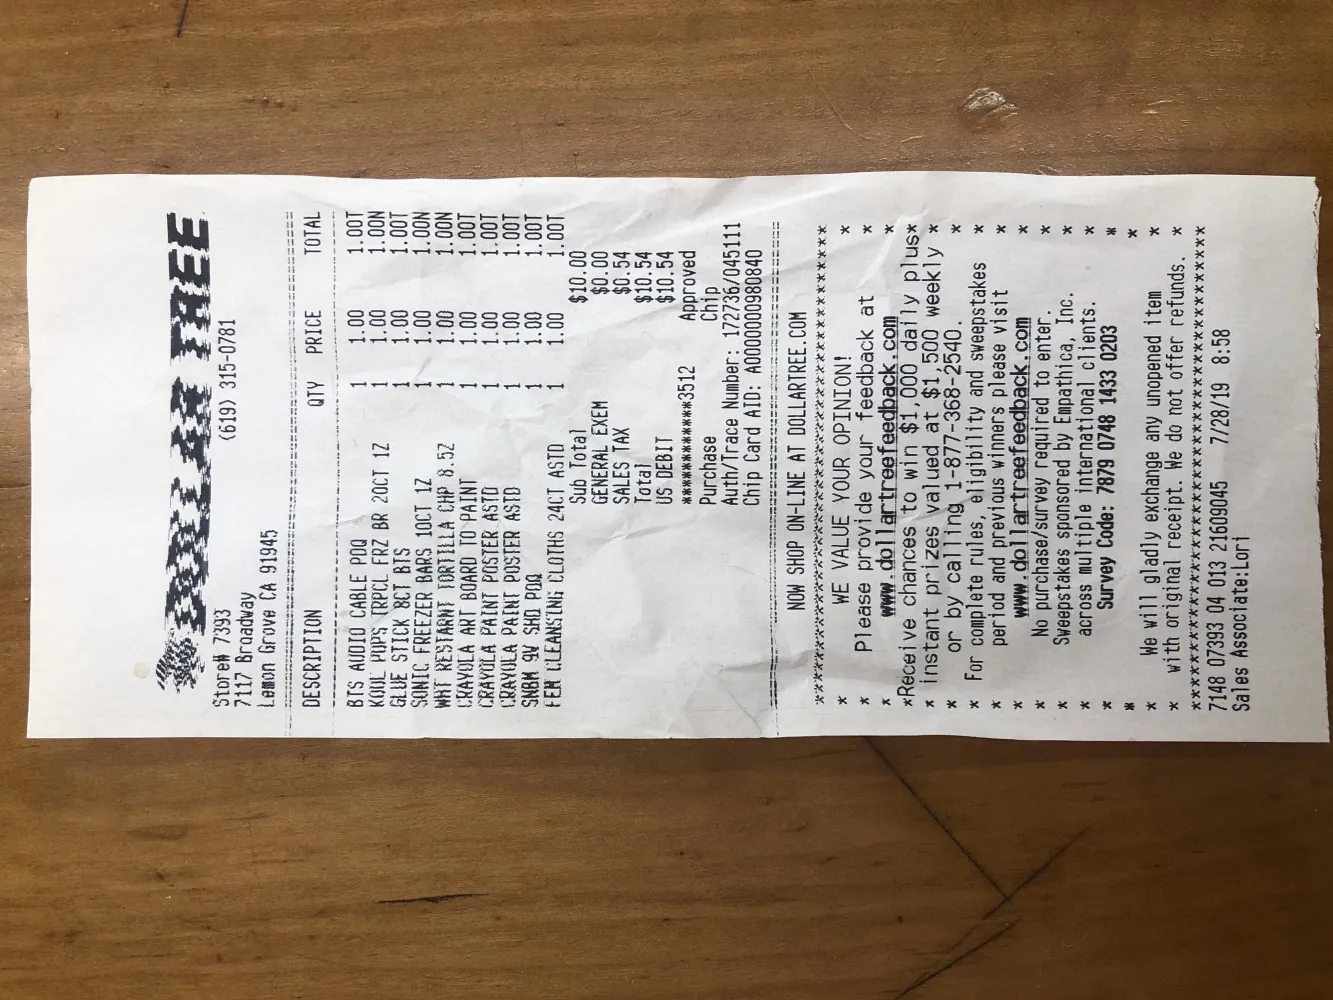 DOLLAR TREE
Store# 7393 (619) 315-0781
7117 Broadway
Lemon Grove CA 91945
DESCRIPTION QTY PRICE TOTAL
BTS AUDIO CABLE PDQ 1 1.00 1.00T
KOOL POPS TRPCL FRZ BR 20CT 1Z 1 1.00 1.00N
GLUE STICK 8CT BTS 1 1.00 1.00T
SONIC FREEZER BARS 10CT 1Z 1 1.00 1.00N
WHT RESTARNT TORTILLA CHP 8.5Z 1 1.00 1.00N
CRAYOLA ART BOARD TO PAINT 1 1.00 1.00T
CRAYOLA PAINT POSTER ASTD 1 1.00 1.00T
CRAYOLA PAINT POSTER ASTD 1 1.00 1.00T
SNBM 9V SHD PDQ 1 1.00 1.00T
FEM CLEANSING CLOTHS 24CT ASTD 1 1.00 1.00T
Sub Total $10.00
GENERAL EXEM $0.00
SALES TAX $0.54
Total $10.54
US DEBIT $10.54
************3512 Approved
Purchase Chip
Auth/Trace Number: 172736/045111
Chip Card AID: A0000000980840
NOW SHOP ON-LINE AT DOLLARTREE.COM
******************************************
* WE VALUE YOUR OPINION! *
* Please provide your feedback at *
* www.dollartreefeedback.com *
*Receive chances to win $1,000 daily plus*
* instant prizes valued at $1,500 weekly *
* or by calling 1-877-368-2540. *
* For complete rules, eligibility and sweepstakes *
* period and previous winners please visit *
* www.dollartreefeedback.com *
* No purchase/survey required to enter. *
* Sweepstakes sponsored by Empathica, Inc. *
* across multiple international clients. *
* Survey Code: 7879 0748 1433 0203 *
* *
* We will gladly exchange any unopened item *
* with original receipt. We do not offer refunds. *
******************************************
7148 07393 04 013 21609045 7/28/19 8:58
Sales Associate:Lori